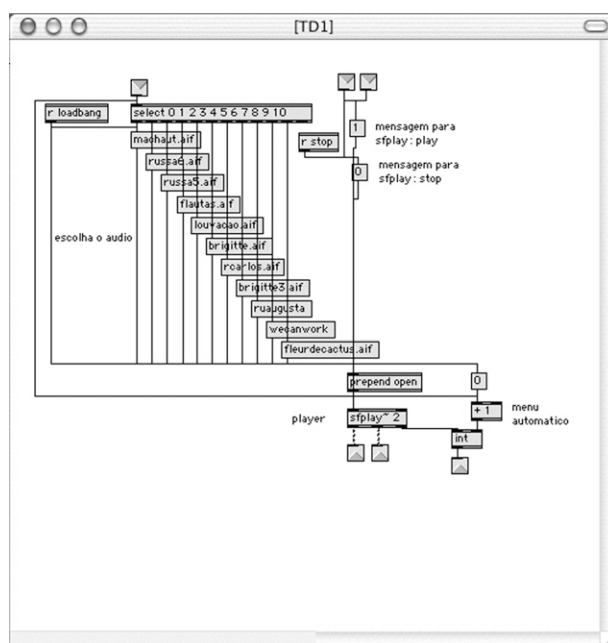 [TD1]
r loadbang
select 0 1 2 3 4 5 6 7 8 9 10
machaut.aif
russa6.aif
russa5.aif
flautas.aif
louvacao.aif
brigitte.aif
rcarlos.aif
brigitte3.aif
ruaugusta
wecanwork
fleurdecactus.aif
escolha o audio
r stop
1
mensagem para
sfplay : play
0
mensagem para
sfplay : stop
prepend open
0
player
sfplay~ 2
+ 1
menu
automatico
int